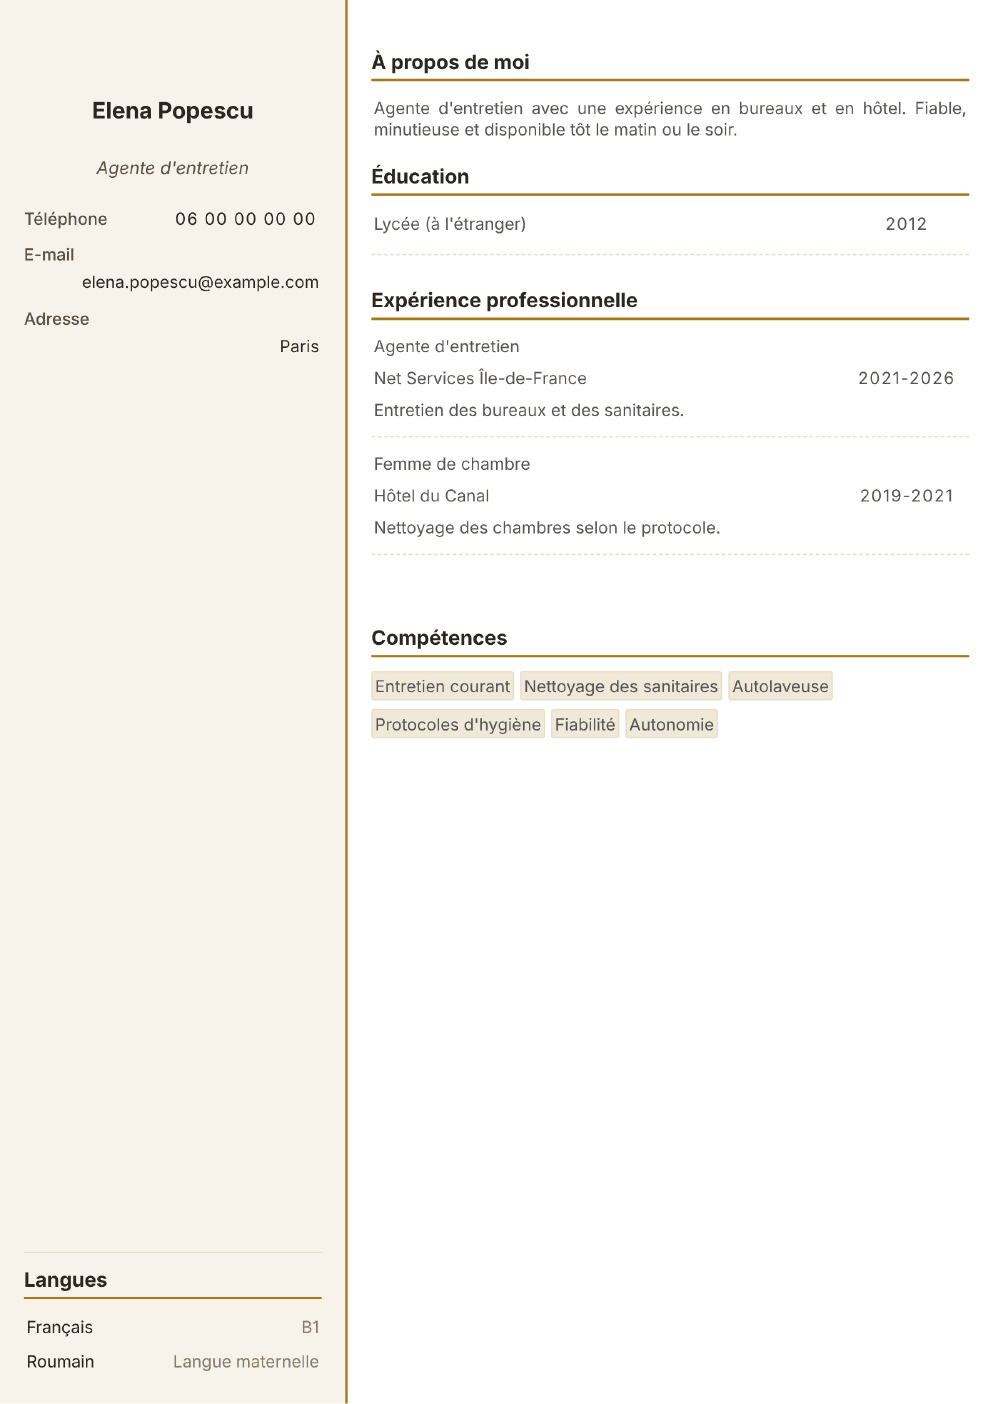 Elena Popescu
Agente d'entretien
Téléphone 06 00 00 00 00
E-mail
elena.popescu@example.com
Adresse
Paris
Langues
Français B1
Roumain Langue maternelle
À propos de moi
Agente d'entretien avec une expérience en bureaux et en hôtel. Fiable,
minutieuse et disponible tôt le matin ou le soir.
Éducation
Lycée (à l'étranger) 2012
Expérience professionnelle
Agente d'entretien
Net Services Île-de-France 2021-2026
Entretien des bureaux et des sanitaires.
Femme de chambre
Hôtel du Canal 2019-2021
Nettoyage des chambres selon le protocole.
Compétences
Entretien courant Nettoyage des sanitaires Autolaveuse
Protocoles d'hygiène Fiabilité Autonomie